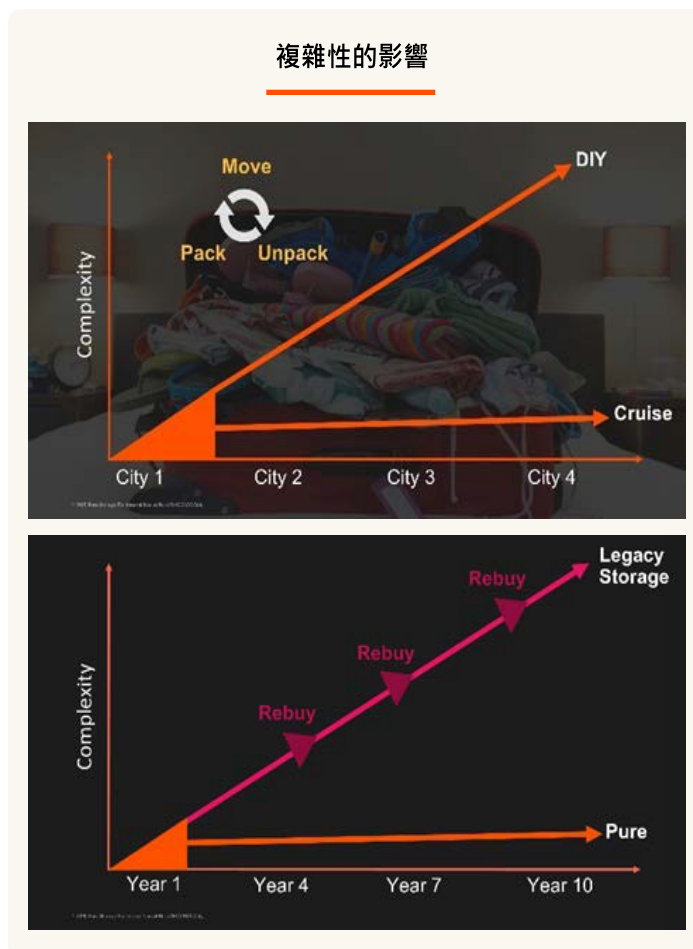 複雜性的影響
Move
Pack
Unpack
DIY
Complexity
Cruise
City 1
City 2
City 3
City 4
Legacy
Storage
Rebuy
Rebuy
Rebuy
Complexity
Pure
Year 1
Year 4
Year 7
Year 10